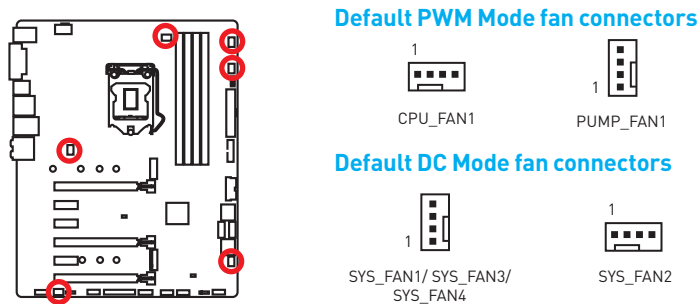 Default PWM Mode fan connectors
1
CPU_FAN1
1
PUMP_FAN1
Default DC Mode fan connectors
1
SYS_FAN1/ SYS_FAN3/
SYS_FAN4
1
SYS_FAN2